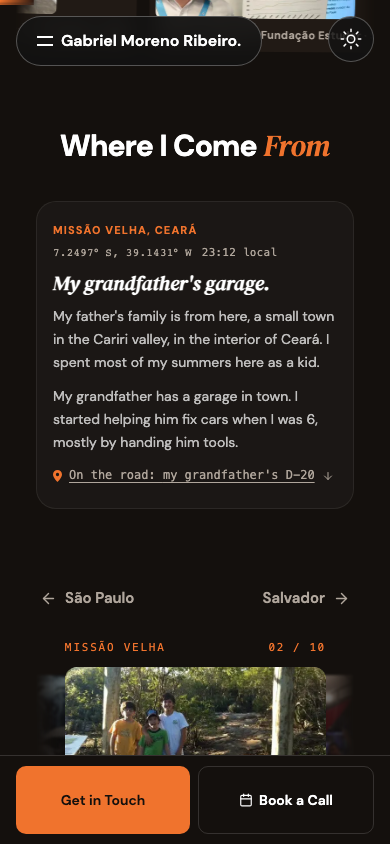 Gabriel Moreno Ribeiro.
Fundação
Where I Come From
MISSÃO VELHA, CEARÁ
7.2497° S, 39.1431° W 23:12 local
My grandfather's garage.
My father's family is from here, a small town
in the Cariri valley, in the interior of Ceará. I
spent most of my summers here as a kid.
My grandfather has a garage in town. I
started helping him fix cars when I was 6,
mostly by handing him tools.
On the road: my grandfather's D-20 ↓
← São Paulo
Salvador →
MISSÃO VELHA
02 / 10
Get in Touch
Book a Call